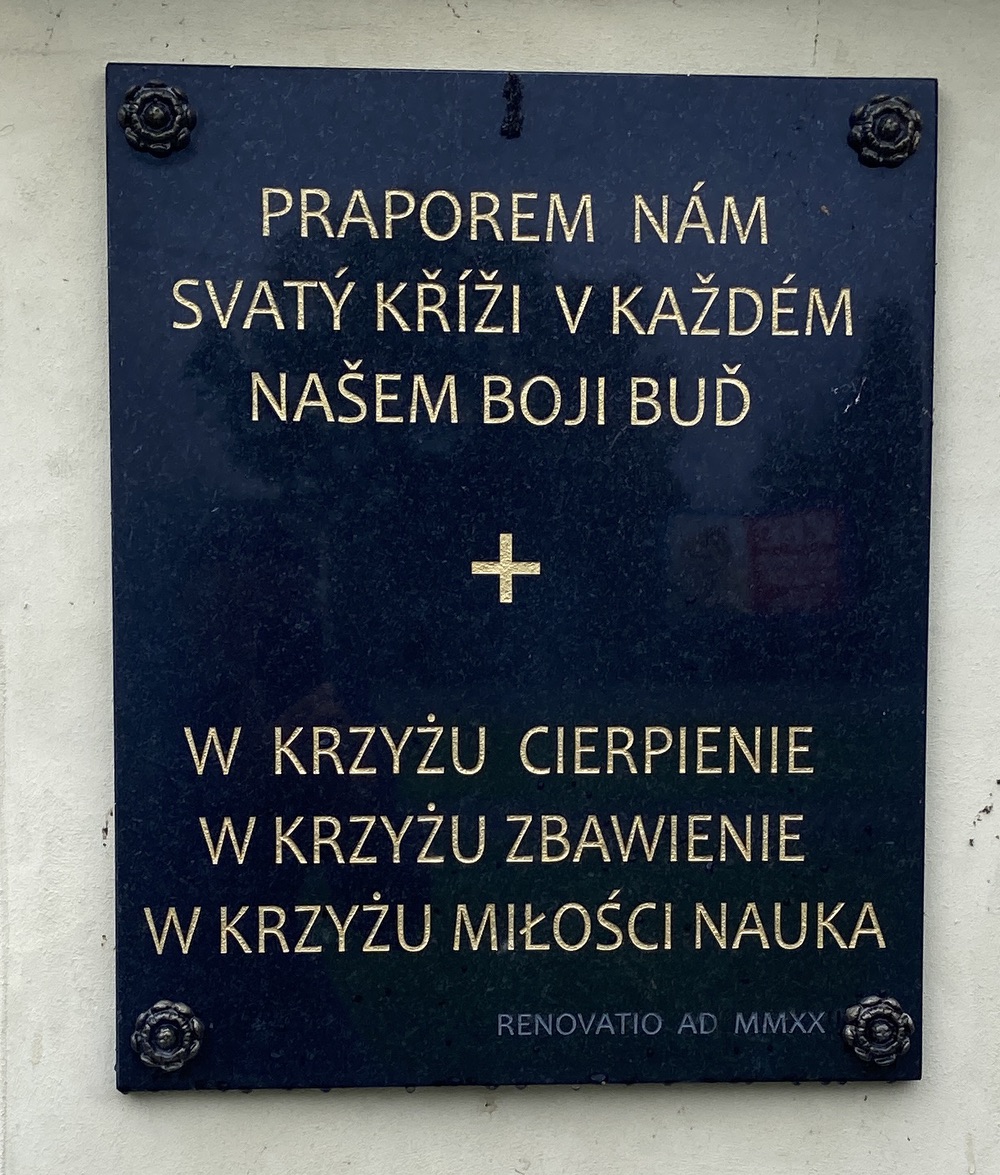 PRAPOREM NÁM
SVATÝ KŘÍŽI V KAŽDÉM
NAŠEM BOJI BUĎ
W KRZYŻU CIERPIENIE
W KRZYŻU ZBAWIENIE
W KRZYŻU MIŁOŚCI NAUKA
RENOVATIO AD MMXX